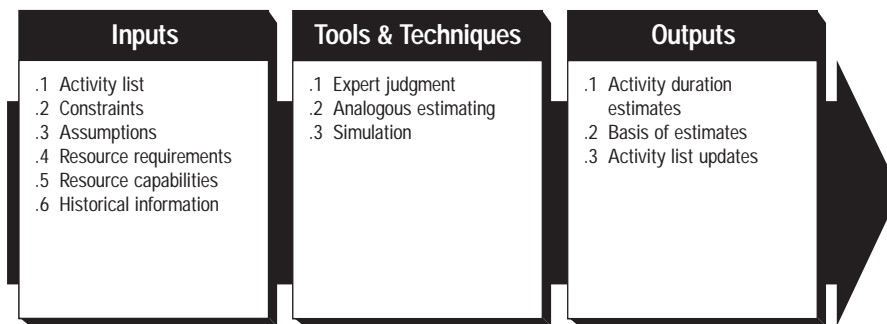 Inputs
.1 Activity list
.2 Constraints
.3 Assumptions
.4 Resource requirements
.5 Resource capabilities
.6 Historical information
Tools & Techniques
.1 Expert judgment
.2 Analogous estimating
.3 Simulation
Outputs
.1 Activity duration
estimates
.2 Basis of estimates
.3 Activity list updates